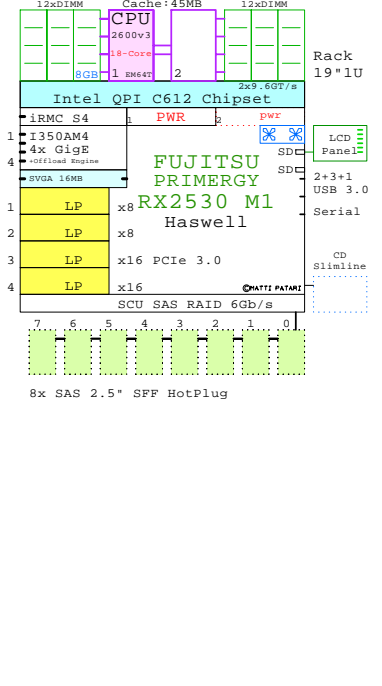 12xDIMM Cache:45MB 12xDIMM
CPU
2600v3
18-Core
8GB 1 EM64T 2
Rack
19"1U
2x9.6GT/s
Intel QPI C612 Chipset
iRMC S4 1 PWR 2 pwr
1 I350AM4
4x GigE
4 +Offload Engine
SD
SD
LCD
Panel
FUJITSU
PRIMERGY
RX2530 M1
Haswell
SVGA 16MB
2+3+1
USB 3.0
Serial
1 LP x8
2 LP x8
3 LP x16 PCIe 3.0
4 LP x16
©MATTI PATARI
CD
Slimline
SCU SAS RAID 6Gb/s
7 6 5 4 3 2 1 0
8x SAS 2.5" SFF HotPlug